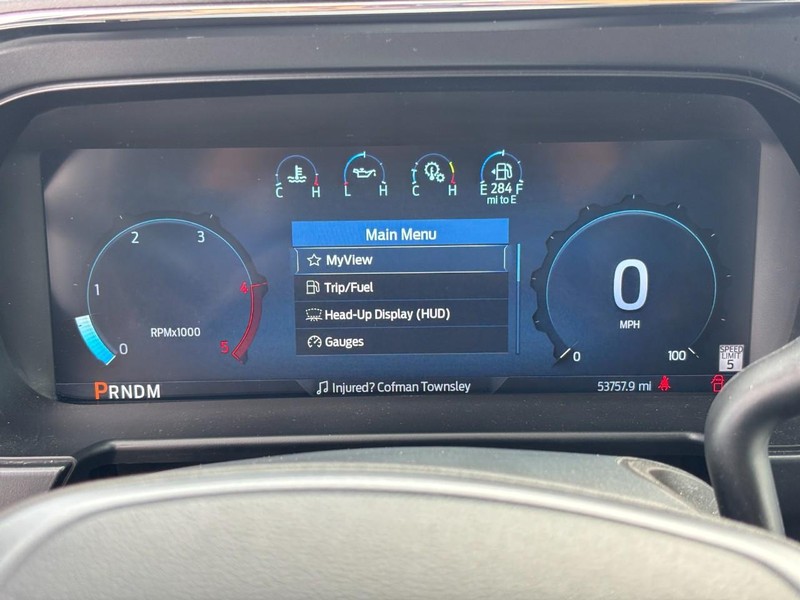 C H
L H
C H
E 284 F
mi to E
Main Menu
MyView
Trip/Fuel
Head-Up Display (HUD)
Gauges
0 1 2 3 4 5
RPMx1000
0
MPH
0 100
SPEED
LIMIT
5
PRNDM
Injured? Cofman Townsley
53757.9 mi